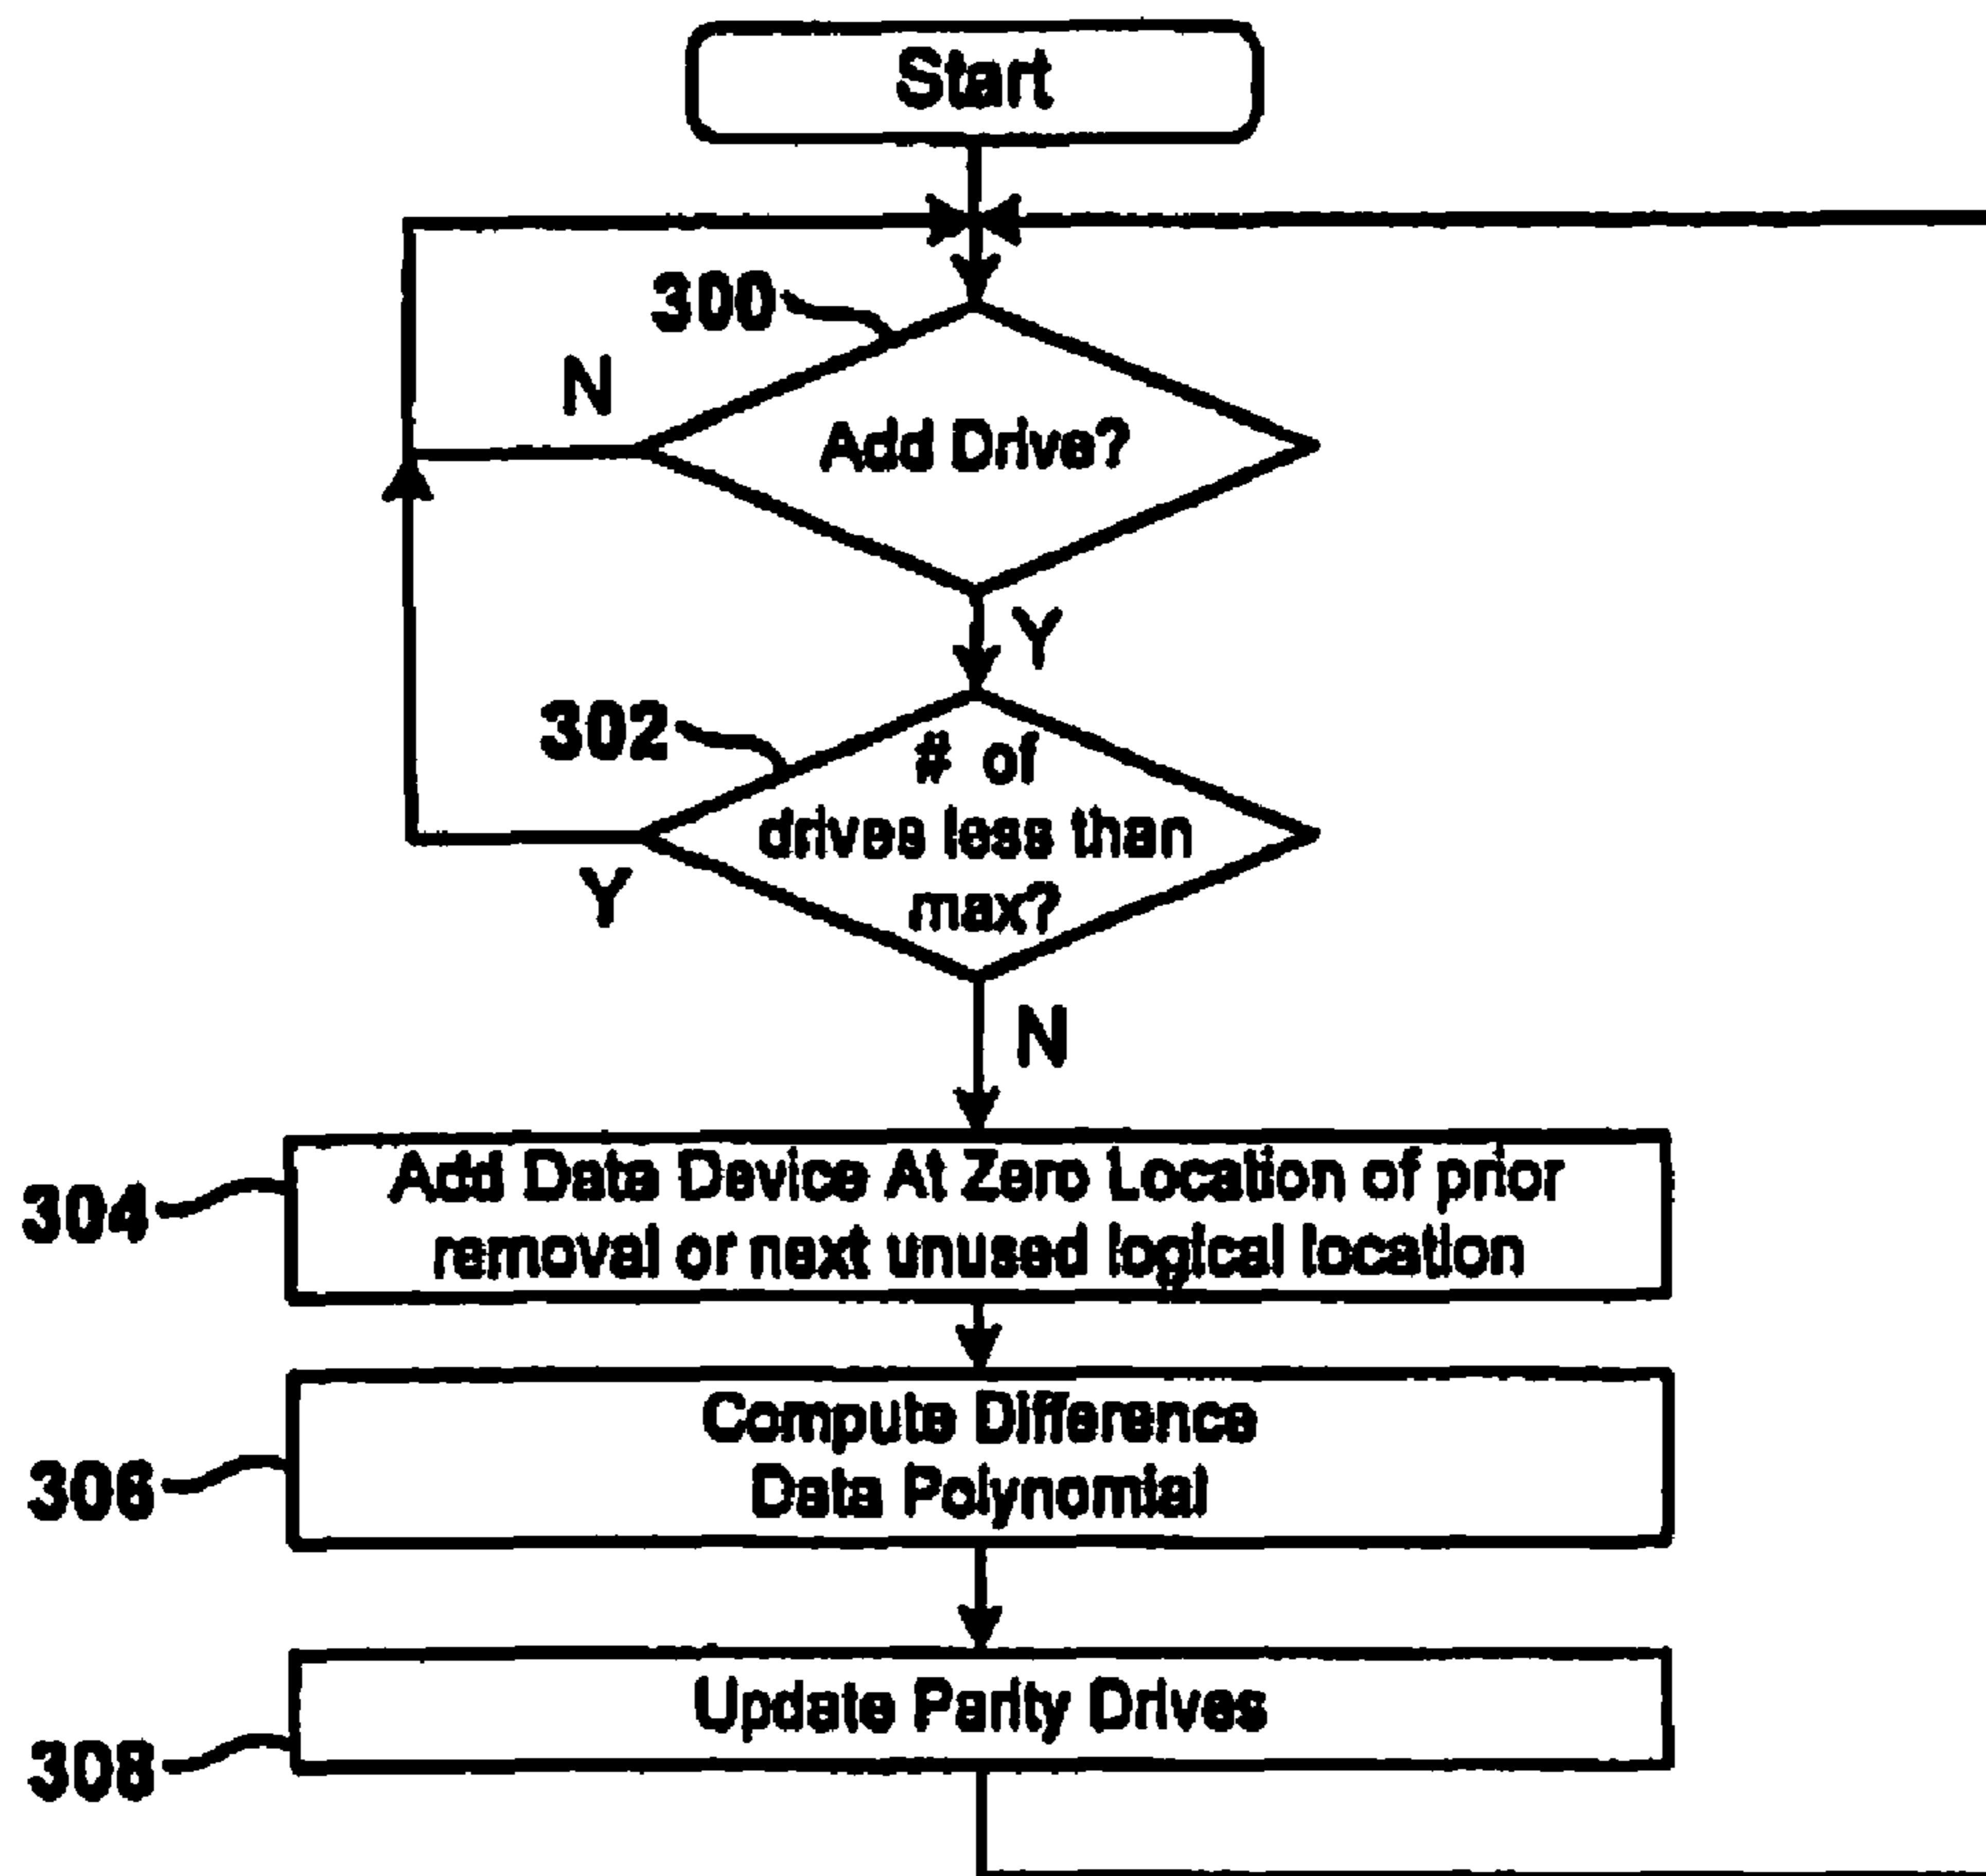 Start
300
N
Add Drive?
Y
302
# of
drives less than
max?
Y
N
304
Add Data Device At Zero Location of prior
removal or next unused logical location
306
Compute Difference
Data Polynomial
308
Update Parity Drives